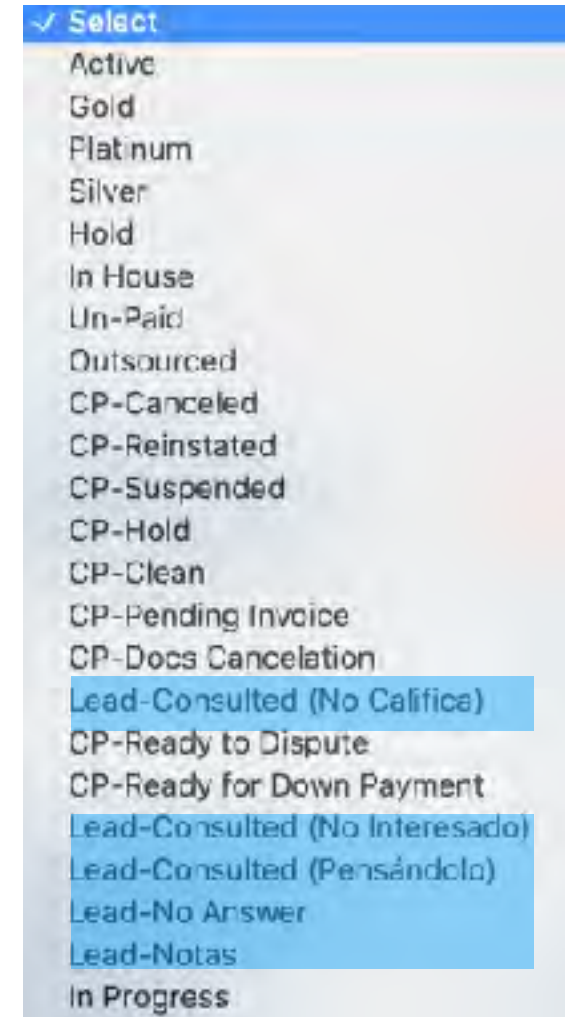 ✓ Select
Active
Gold
Platinum
Silver
Hold
In House
Un-Paid
Outsourced
CP-Canceled
CP-Reinstated
CP-Suspended
CP-Hold
CP-Clean
CP-Pending Invoice
CP-Docs Cancelation
Lead-Consulted (No Califica)
CP-Ready to Dispute
CP-Ready for Down Payment
Lead-Consulted (No Interesado)
Lead-Consulted (Pensándolo)
Lead-No Answer
Lead-Notas
In Progress